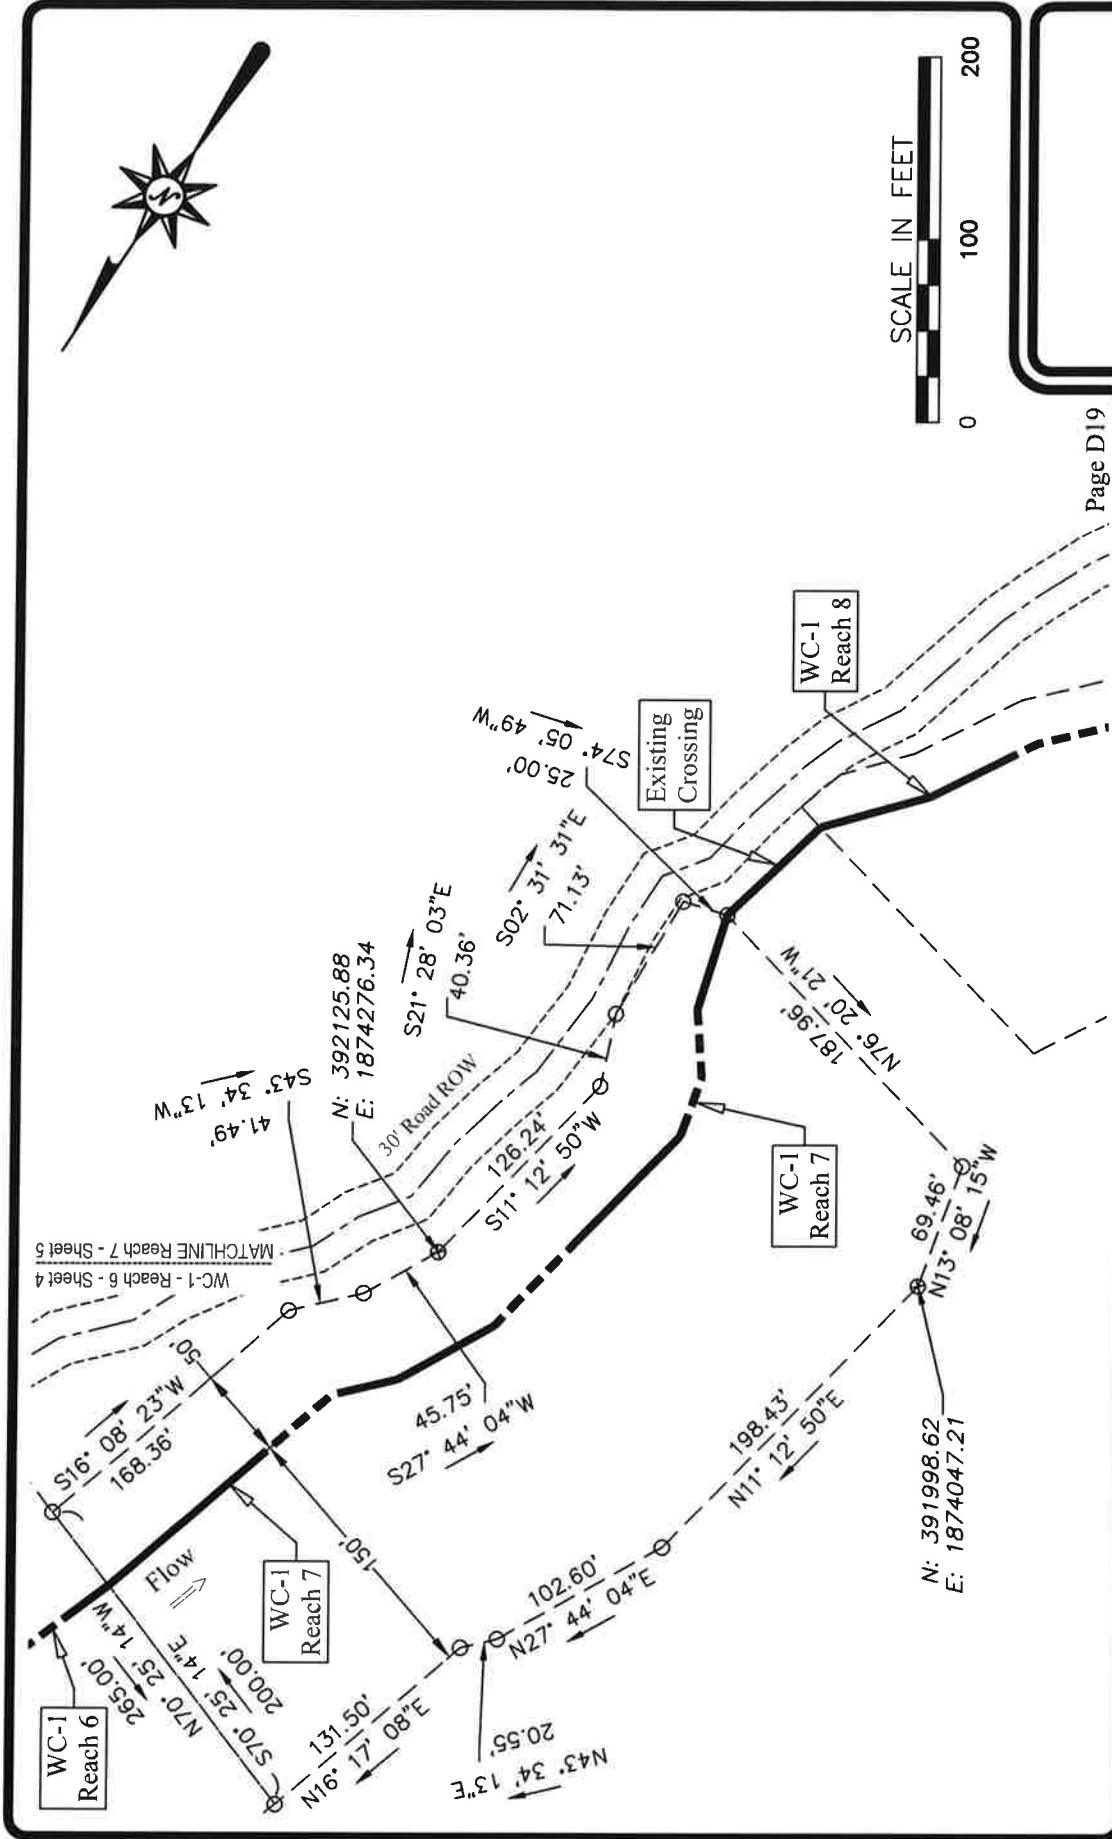 N
SCALE IN FEET
0
100
200
Page D19
WC-1
Reach 6
265.00'
N70° 25' 14"W
S70° 25' 14"E
200.00'
Flow
WC-1
Reach 7
S16° 08' 23"W
168.36'
50'
150'
WC-1 - Reach 6 - Sheet 4
MATCHLINE Reach 7 - Sheet 5
S43° 34' 13"W
41.49'
N: 392125.88
E: 1874276.34
30' Road ROW
S21° 28' 03"E
40.36'
S02° 31' 31"E
71.13'
S74° 05' 49"W
25.00'
Existing
Crossing
WC-1
Reach 8
126.24'
S11° 12' 50"W
45.75'
S27° 44' 04"W
WC-1
Reach 7
187.96'
N76° 20' 21"W
69.46'
N13° 08' 15"W
N: 391998.62
E: 1874047.21
198.43'
N11° 12' 50"E
102.60'
N27° 44' 04"E
N43° 34' 13"E
20.55'
131.50'
N16° 17' 08"E